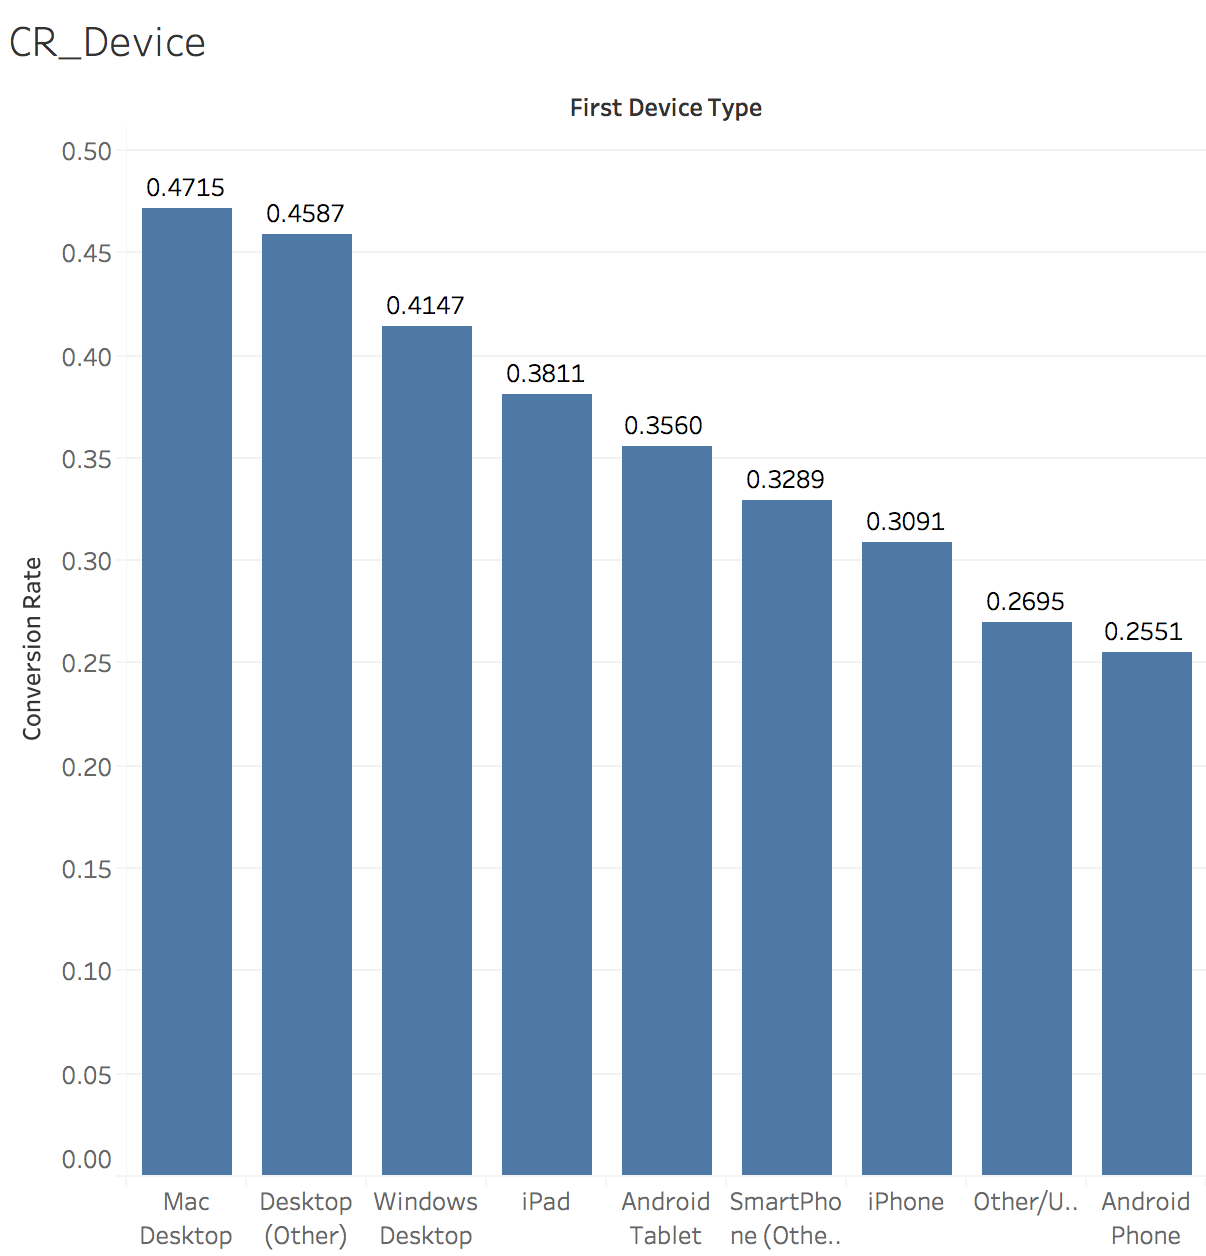 CR_Device
First Device Type
0.50
0.45
0.40
0.35
0.30
0.25
0.20
0.15
0.10
0.05
0.00
Conversion Rate
0.4715
0.4587
0.4147
0.3811
0.3560
0.3289
0.3091
0.2695
0.2551
Mac
Desktop
Desktop
(Other)
Windows
Desktop
iPad
Android
Tablet
SmartPho
ne (Othe..
iPhone
Other/U..
Android
Phone